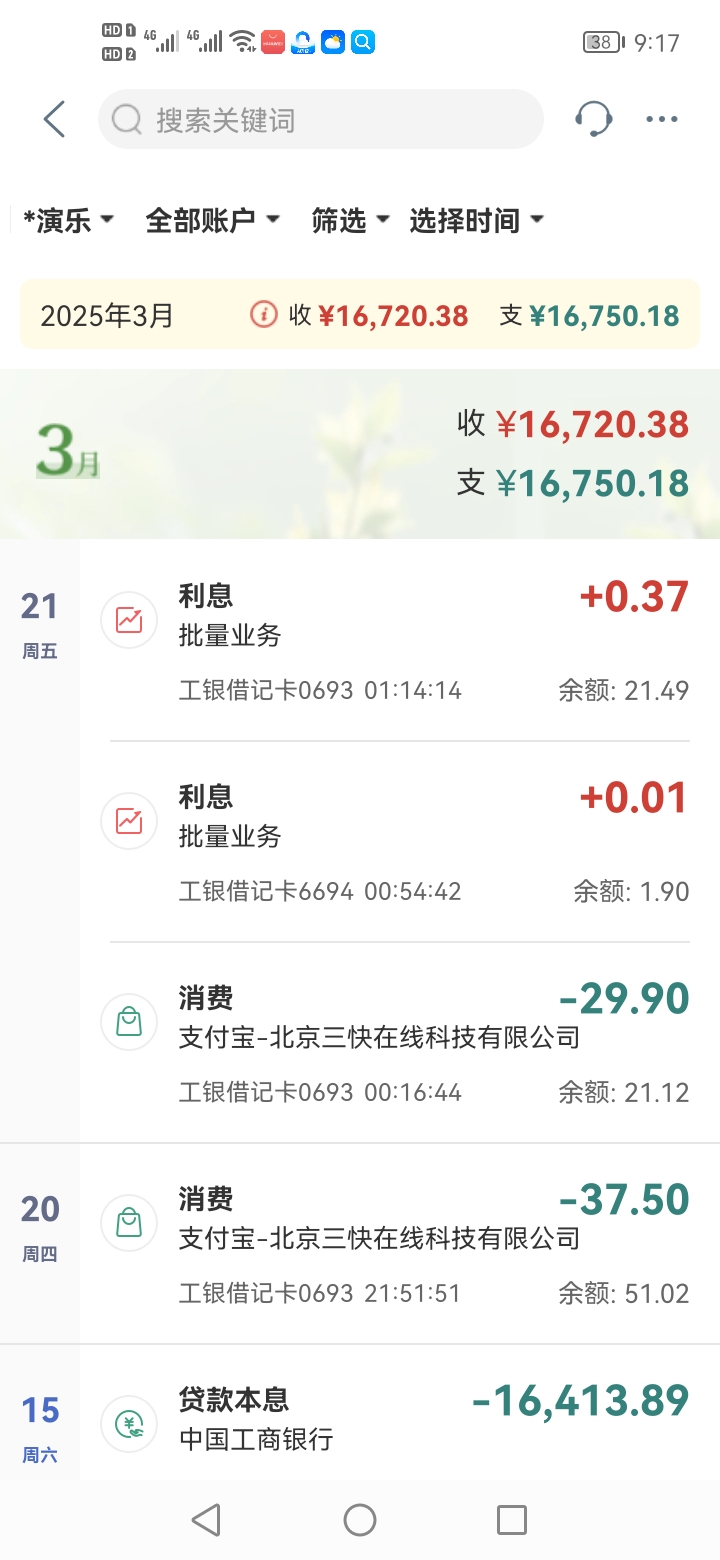 HD 1 4G 4G 38 9:17
HD 2
搜索关键词
*演乐 全部账户 筛选 选择时间
2025年3月 收 ¥16,720.38 支 ¥16,750.18
3月
收 ¥16,720.38
支 ¥16,750.18
21
周五
利息 +0.37
批量业务
工银借记卡0693 01:14:14 余额: 21.49
利息 +0.01
批量业务
工银借记卡6694 00:54:42 余额: 1.90
消费 -29.90
支付宝-北京三快在线科技有限公司
工银借记卡0693 00:16:44 余额: 21.12
20
周四
消费 -37.50
支付宝-北京三快在线科技有限公司
工银借记卡0693 21:51:51 余额: 51.02
15
周六
贷款本息 -16,413.89
中国工商银行